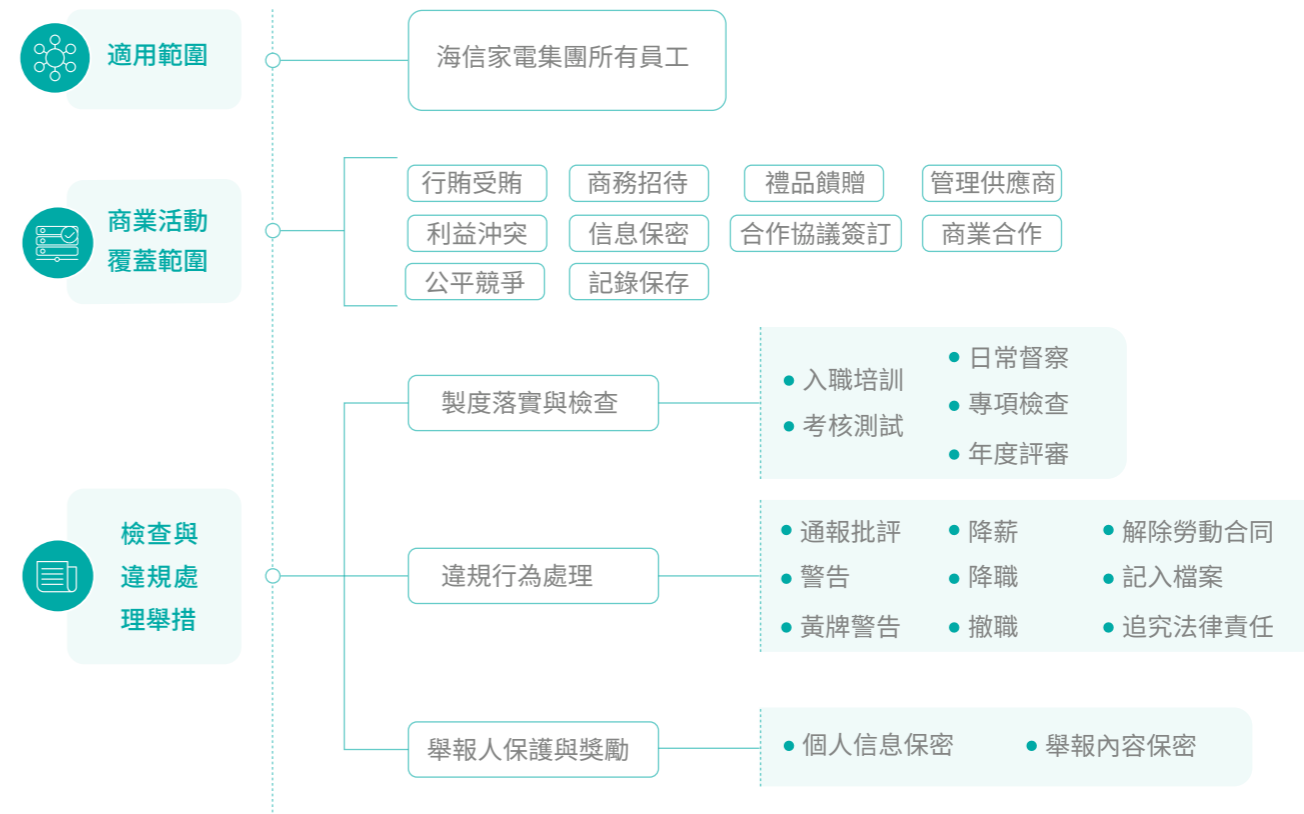 適用範圍
海信家電集團所有員工
商業活動
覆蓋範圍
行賄受賄
商務招待
禮品饋贈
管理供應商
利益沖突
信息保密
合作協議簽訂
商業合作
公平競爭
記錄保存
檢查與
違規處
理舉措
製度落實與檢查
入職培訓
考核測試
日常督察
專項檢查
年度評審
違規行為處理
通報批評
警告
黃牌警告
降薪
降職
撤職
解除勞動合同
記入檔案
追究法律責任
舉報人保護與獎勵
個人信息保密
舉報內容保密